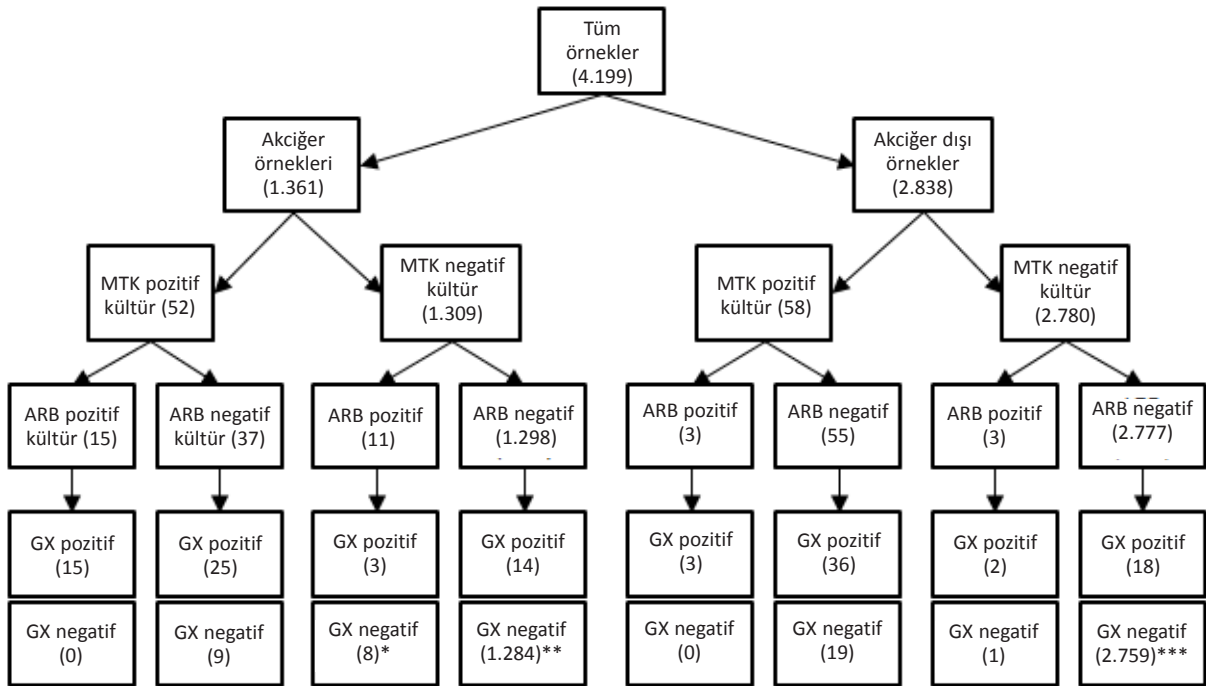 Tüm
örnekler
(4.199)
Akciğer
örnekleri
(1.361)
Akciğer dışı
örnekler
(2.838)
MTK pozitif
kültür (52)
MTK negatif
kültür
(1.309)
MTK pozitif
kültür (58)
MTK negatif
kültür
(2.780)
ARB pozitif
kültür (15)
ARB negatif
kültür (37)
ARB pozitif
(11)
ARB negatif
(1.298)
ARB pozitif
(3)
ARB negatif
(55)
ARB pozitif
(3)
ARB negatif
(2.777)
GX pozitif
(15)
GX pozitif
(25)
GX pozitif
(3)
GX pozitif
(14)
GX pozitif
(3)
GX pozitif
(36)
GX pozitif
(2)
GX pozitif
(18)
GX negatif
(0)
GX negatif
(9)
GX negatif
(8)*
GX negatif
(1.284)**
GX negatif
(0)
GX negatif
(19)
GX negatif
(1)
GX negatif
(2.759)***